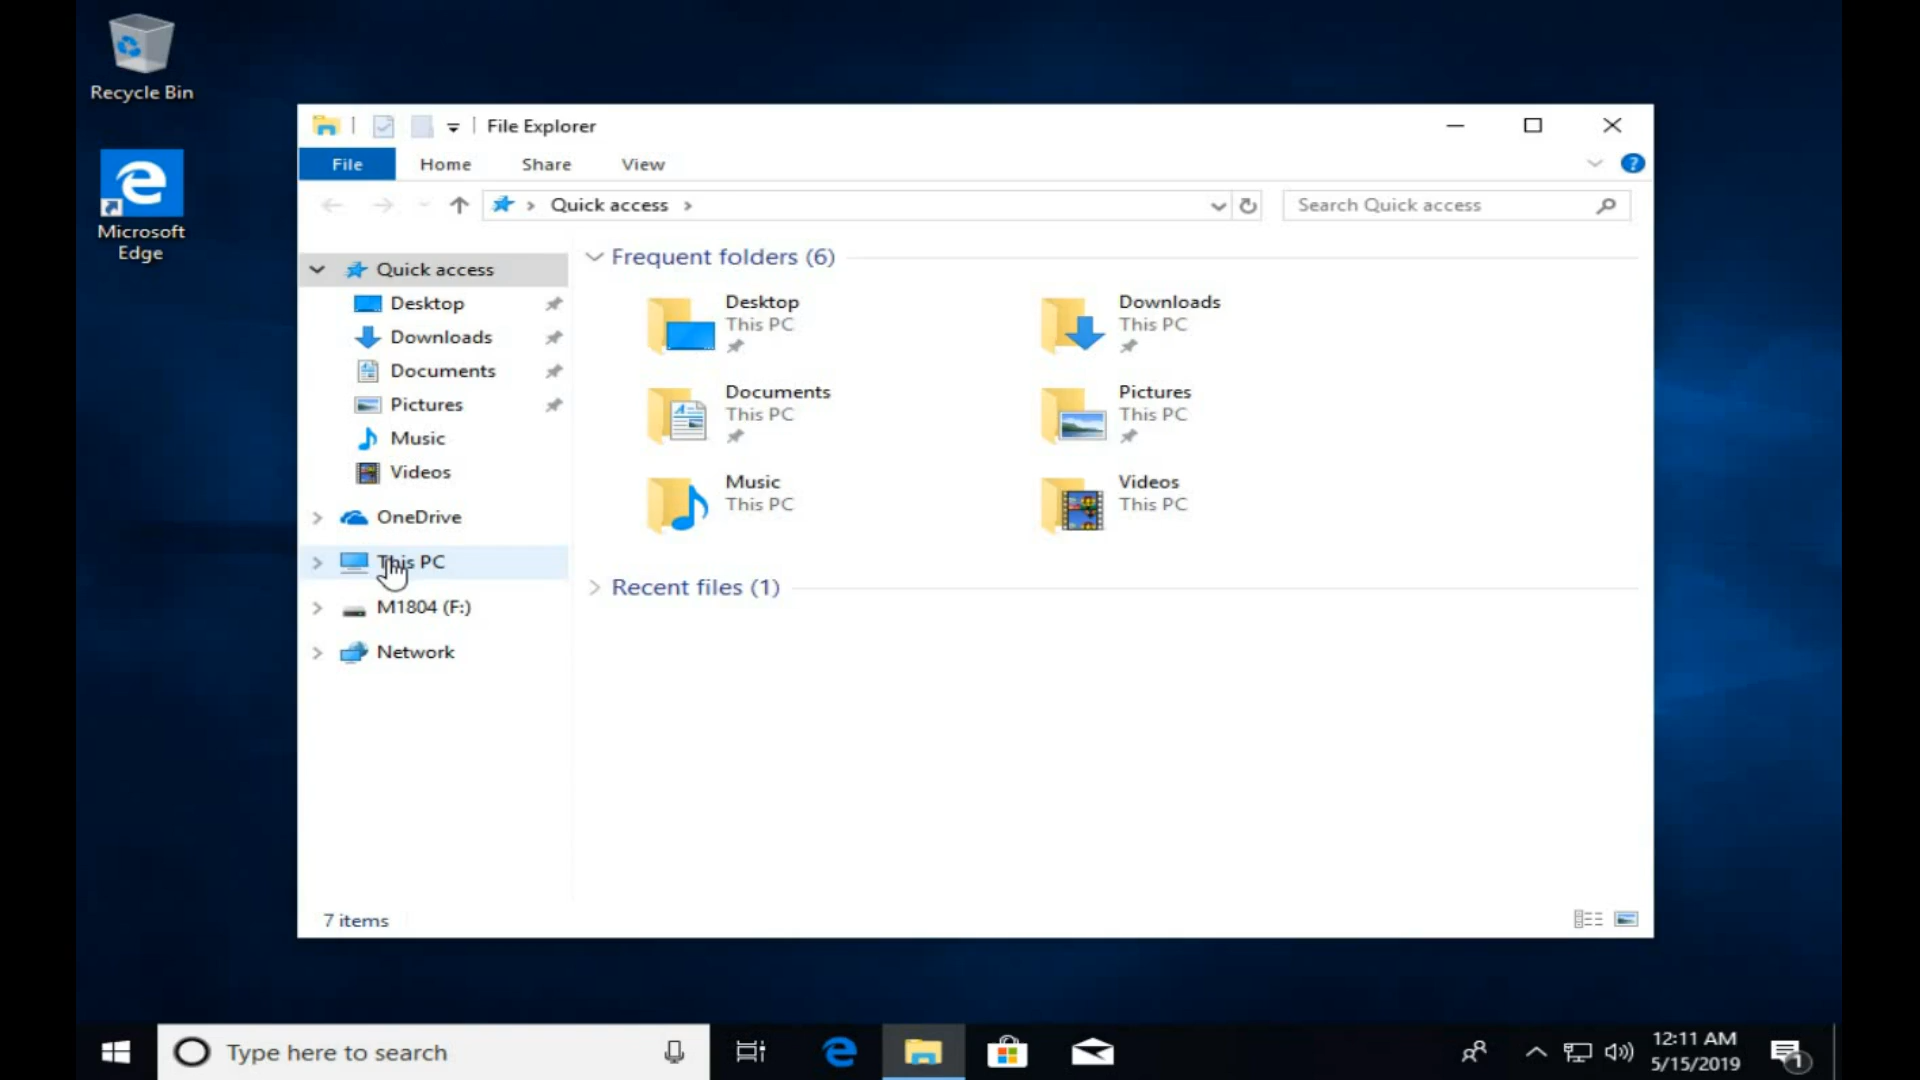 Recycle Bin
Microsoft
Edge
File Explorer
File Home Share View
Quick access
Search Quick access
Quick access
Desktop
Downloads
Documents
Pictures
Music
Videos
OneDrive
This PC
M1804 (F:)
Network
Frequent folders (6)
Desktop
This PC
Downloads
This PC
Documents
This PC
Pictures
This PC
Music
This PC
Videos
This PC
Recent files (1)
7 items
Type here to search
12:11 AM
5/15/2019
1